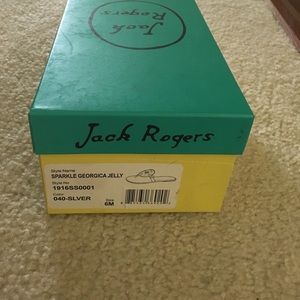 Jack
Rogers
Jack Rogers
Style Name
SPARKLE GEORGICA JELLY
Style No
1916SS0001
Color
040-SLVER
Size
6M